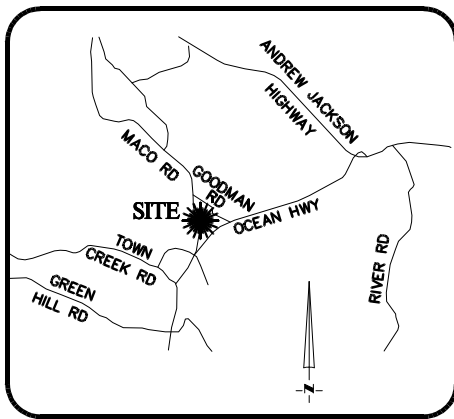 ANDREW JACKSON
HIGHWAY
MACO RD
GOODMAN
RD
SITE
OCEAN HWY
TOWN
CREEK RD
GREEN
HILL RD
RIVER RD
N